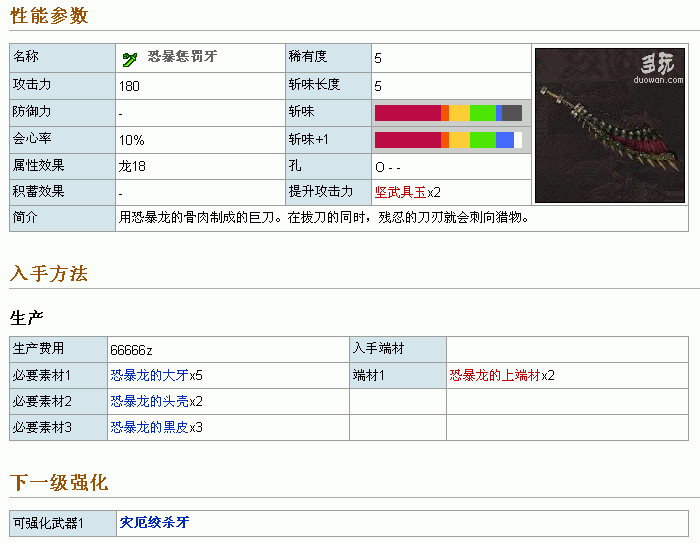 性能参数
名称 恐暴惩罚牙 稀有度 5
攻击力 180 斩味长度 5
防御力 - 斩味
会心率 10% 斩味+1
属性效果 龙18 孔 O - -
积蓄效果 - 提升攻击力 坚武具玉x2
简介 用恐暴龙的骨肉制成的巨刀。在拔刀的同时，残忍的刀刃就会刺向猎物。
多玩
duowan.com
入手方法
生产
生产费用 66666z 入手端材
必要素材1 恐暴龙的大牙x5 端材1 恐暴龙的上端材x2
必要素材2 恐暴龙的头壳x2
必要素材3 恐暴龙的黑皮x3
下一级强化
可强化武器1 灾厄绞杀牙